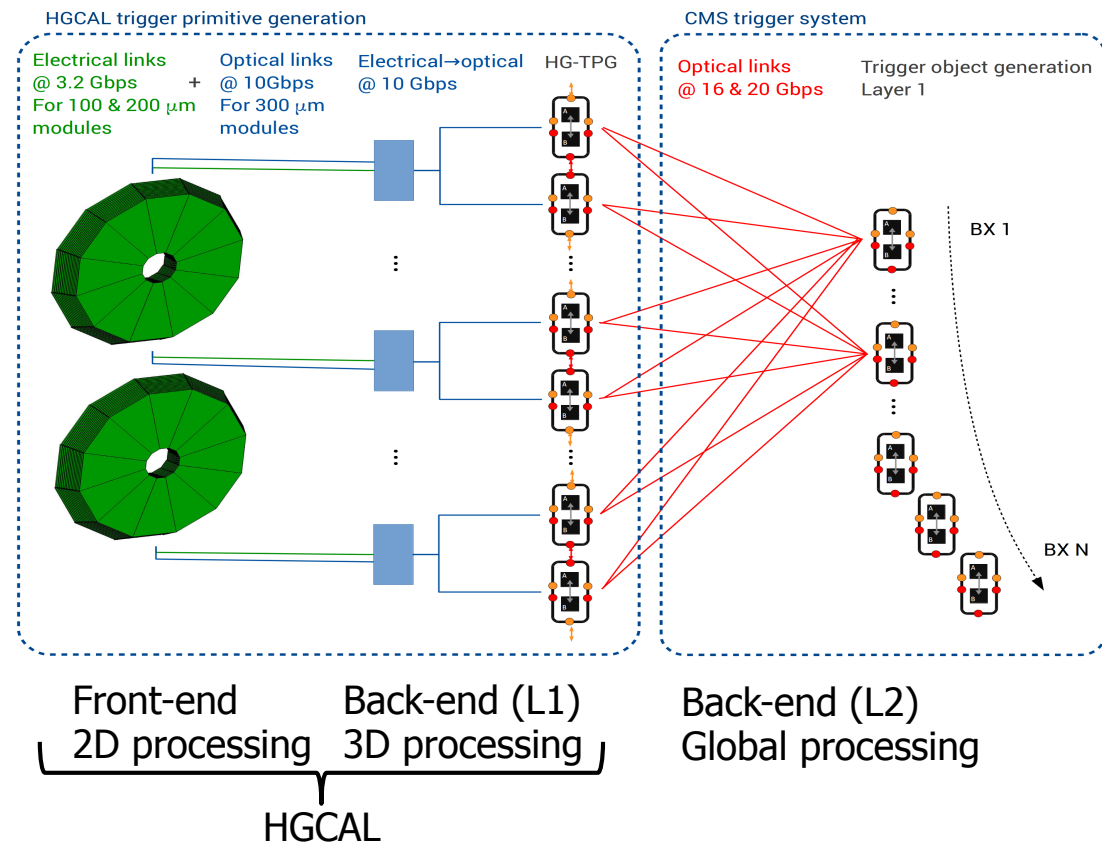 HGCAL trigger primitive generation
CMS trigger system
Electrical links
@ 3.2 Gbps
For 100 & 200 μm
modules
+
Optical links
@ 10Gbps
For 300 μm
modules
Electrical→optical
@ 10 Gbps
HG-TPG
Optical links
@ 16 & 20 Gbps
Trigger object generation
Layer 1
A
B
A
B
...
...
A
B
A
B
...
...
A
B
A
B
A
B
BX 1
...
A
B
...
A
B
A
B
A
B
BX N
Front-end
2D processing
Back-end (L1)
3D processing
Back-end (L2)
Global processing
HGCAL